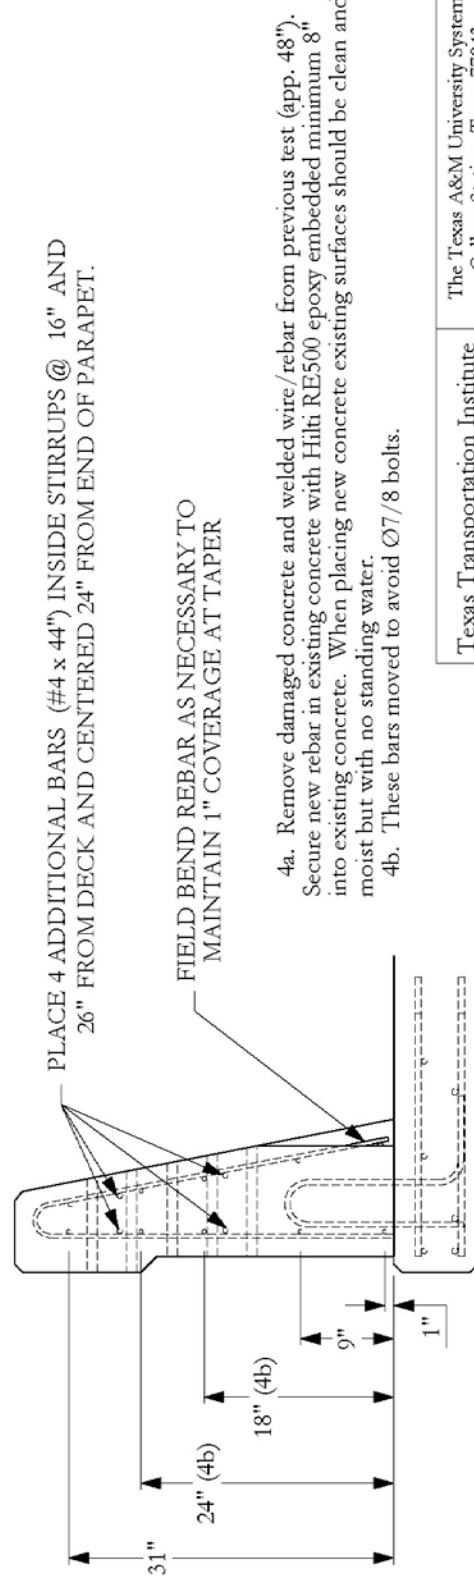 PLACE 4 ADDITIONAL BARS (#4 x 44") INSIDE STIRRUPS @ 16" AND
26" FROM DECK AND CENTERED 24" FROM END OF PARAPET.
FIELD BEND REBAR AS NECESSARY TO
MAINTAIN 1" COVERAGE AT TAPER
31"
24" (4b)
18" (4b)
9"
1"
4a. Remove damaged concrete and welded wire/rebar from previous test (app. 48").
Secure new rebar in existing concrete with Hilti RE500 epoxy embedded minimum 8"
into existing concrete. When placing new concrete existing surfaces should be clean and
moist but with no standing water.
4b. These bars moved to avoid Ø7/8 bolts.
Texas Transportation Institute
The Texas A&M University System